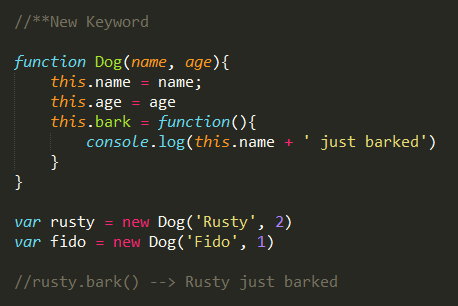 //**New Keyword
function Dog(name, age){
    this.name = name;
    this.age = age
    this.bark = function(){
        console.log(this.name + ' just barked')
    }
}
var rusty = new Dog('Rusty', 2)
var fido = new Dog('Fido', 1)
//rusty.bark() --> Rusty just barked